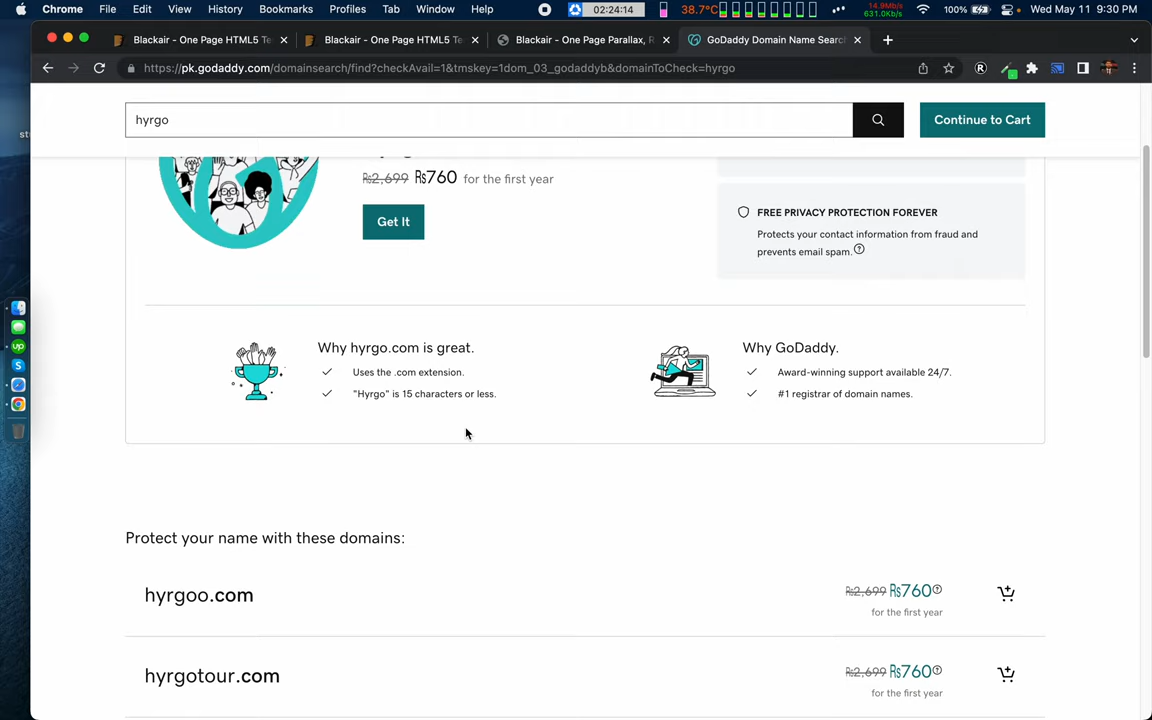 Chrome File Edit View History Bookmarks Profiles Tab Window Help 02:24:14 38.7°C 14.9Mb/s 631.0Kb/s 100% Wed May 11 9:30 PM
Blackair - One Page HTML5 Te Blackair - One Page HTML5 Te Blackair - One Page Parallax, R GoDaddy Domain Name Search
https://pk.godaddy.com/domainsearch/find?checkAvail=1&tmskey=1dom_03_godaddyb&domainToCheck=hyrgo
hyrgo
Continue to Cart
₨2,699 ₨760 for the first year
Get It
FREE PRIVACY PROTECTION FOREVER
Protects your contact information from fraud and
prevents email spam.
Why hyrgo.com is great.
Uses the .com extension.
"Hyrgo" is 15 characters or less.
Why GoDaddy.
Award-winning support available 24/7.
#1 registrar of domain names.
Protect your name with these domains:
hyrgoo.com
₨2,699 ₨760
for the first year
hyrgotour.com
₨2,699 ₨760
for the first year